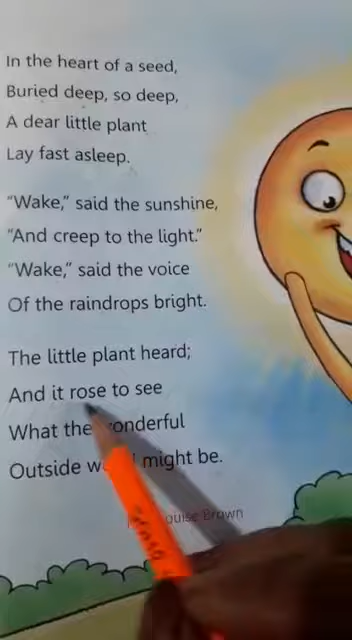 In the heart of a seed,
Buried deep, so deep,
A dear little plant
Lay fast asleep.
“Wake,” said the sunshine,
“And creep to the light.”
“Wake,” said the voice
Of the raindrops bright.
The little plant heard;
And it rose to see
What the
Outside might be.
Brown